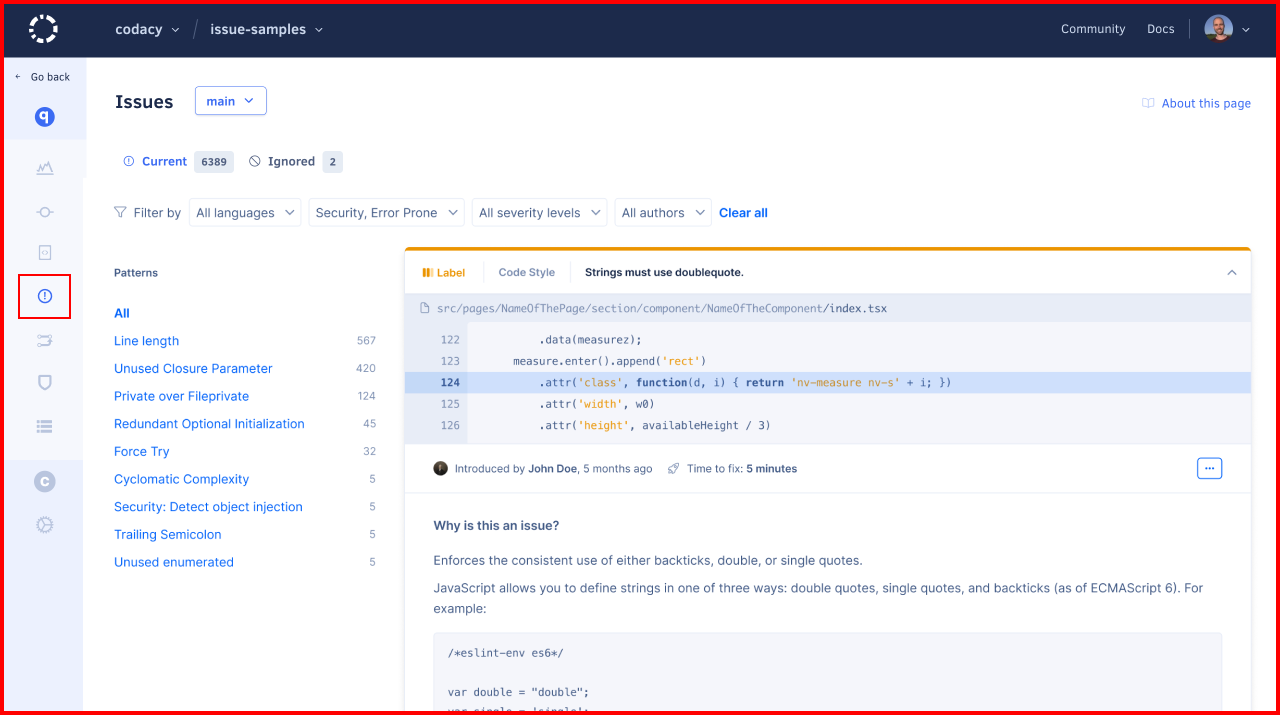 codacy / issue-samples
Community Docs
← Go back
q
Issues main
About this page
Current 6389 Ignored 2
Filter by All languages Security, Error Prone All severity levels All authors Clear all
Patterns
All
Line length 567
Unused Closure Parameter 420
Private over Fileprivate 124
Redundant Optional Initialization 45
Force Try 32
Cyclomatic Complexity 5
Security: Detect object injection 5
Trailing Semicolon 5
Unused enumerated 5
C
Label Code Style Strings must use doublequote.
src/pages/NameOfThePage/section/component/NameOfTheComponent/index.tsx
122 .data(measurez);
123 measure.enter().append('rect')
124 .attr('class', function(d, i) { return 'nv-measure nv-s' + i; })
125 .attr('width', w0)
126 .attr('height', availableHeight / 3)
Introduced by John Doe, 5 months ago Time to fix: 5 minutes
Why is this an issue?
Enforces the consistent use of either backticks, double, or single quotes.
JavaScript allows you to define strings in one of three ways: double quotes, single quotes, and backticks (as of ECMAScript 6). For
example:
/*eslint-env es6*/
var double = "double";
var single = 'single';